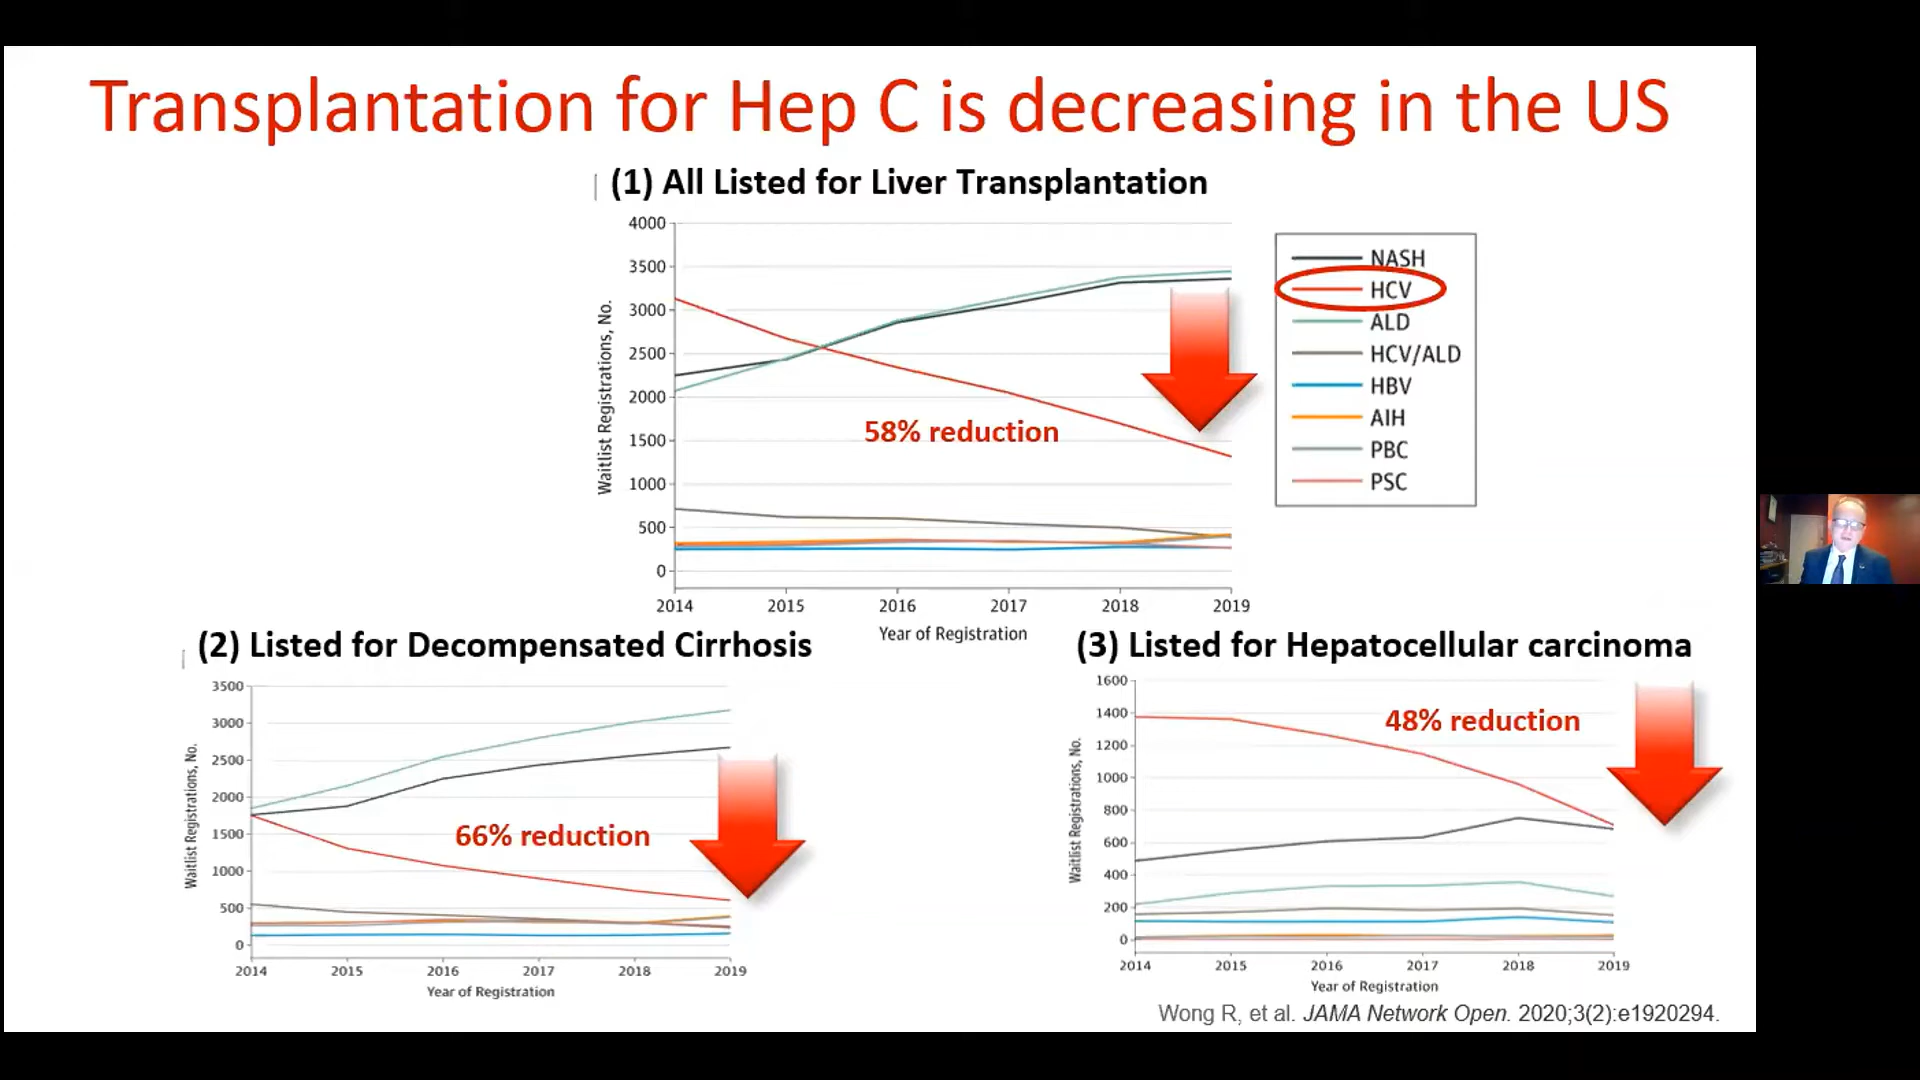 Transplantation for Hep C is decreasing in the US
(1) All Listed for Liver Transplantation
4000
3500
3000
2500
2000
1500
1000
500
0
Waitlist Registrations, No.
58% reduction
2014 2015 2016 2017 2018 2019
Year of Registration
NASH
HCV
ALD
HCV/ALD
HBV
AIH
PBC
PSC
(2) Listed for Decompensated Cirrhosis
3500
3000
2500
2000
1500
1000
500
0
Waitlist Registrations, No.
66% reduction
2014 2015 2016 2017 2018 2019
Year of Registration
(3) Listed for Hepatocellular carcinoma
1600
1400
1200
1000
800
600
400
200
0
Waitlist Registrations, No.
48% reduction
2014 2015 2016 2017 2018 2019
Year of Registration
Wong R, et al. JAMA Network Open. 2020;3(2):e1920294.